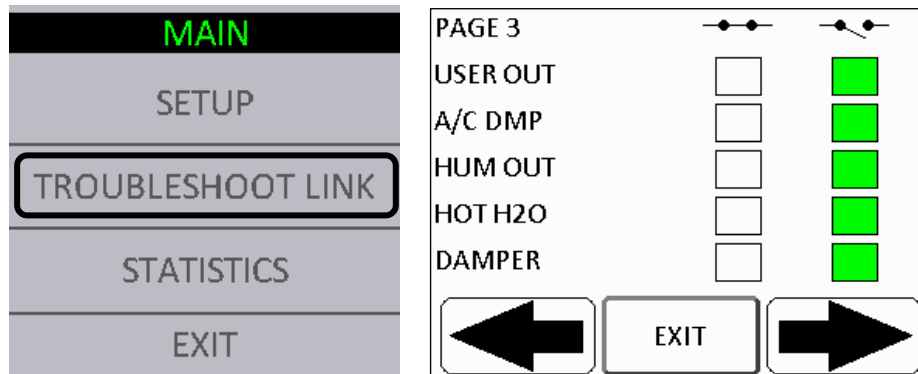 MAIN
SETUP
TROUBLESHOOT LINK
STATISTICS
EXIT
PAGE 3
USER OUT
A/C DMP
HUM OUT
HOT H2O
DAMPER
EXIT